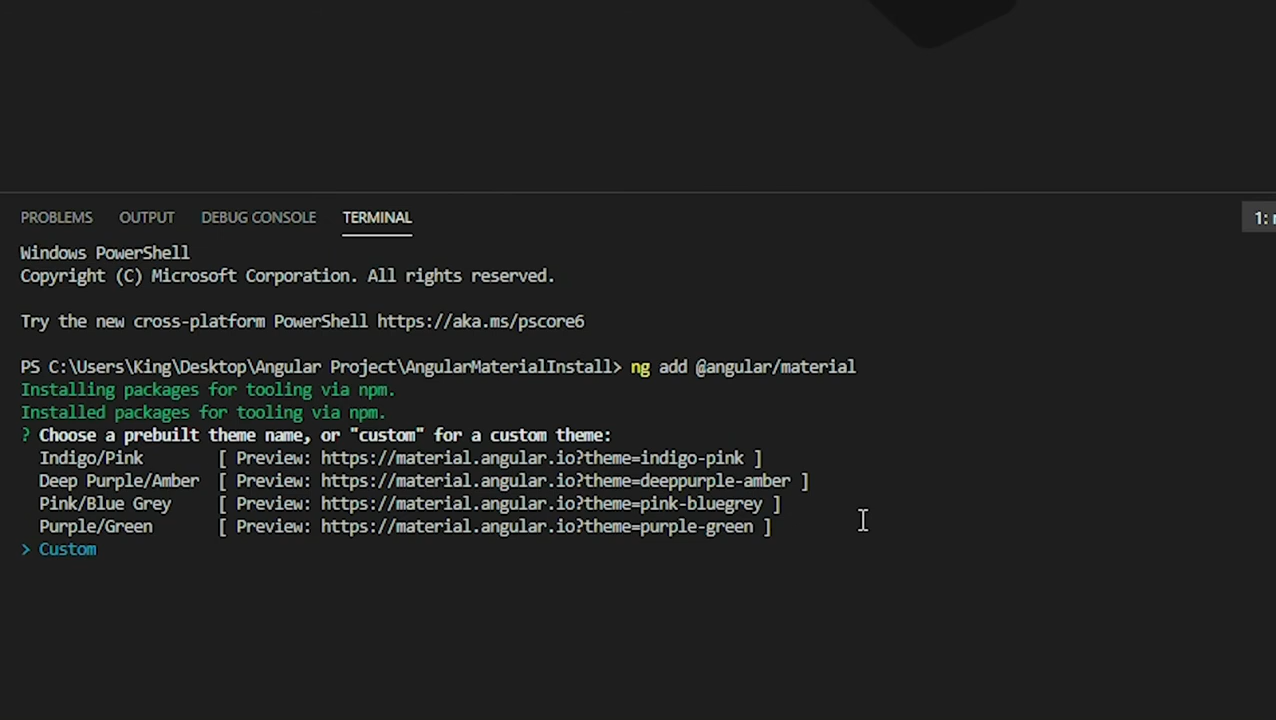 PROBLEMS OUTPUT DEBUG CONSOLE TERMINAL 1:
Windows PowerShell
Copyright (C) Microsoft Corporation. All rights reserved.
Try the new cross-platform PowerShell https://aka.ms/pscore6
PS C:\Users\King\Desktop\Angular Project\AngularMaterialInstall> ng add @angular/material
Installing packages for tooling via npm.
Installed packages for tooling via npm.
? Choose a prebuilt theme name, or "custom" for a custom theme:
Indigo/Pink [ Preview: https://material.angular.io?theme=indigo-pink ]
Deep Purple/Amber [ Preview: https://material.angular.io?theme=deeppurple-amber ]
Pink/Blue Grey [ Preview: https://material.angular.io?theme=pink-bluegrey ]
Purple/Green [ Preview: https://material.angular.io?theme=purple-green ]
> Custom